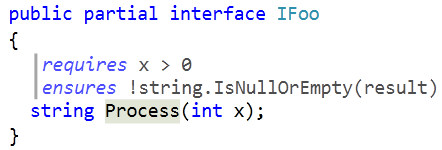 public partial interface IFoo
{
requires x > 0
ensures !string.IsNullOrEmpty(result)
string Process(int x);
}